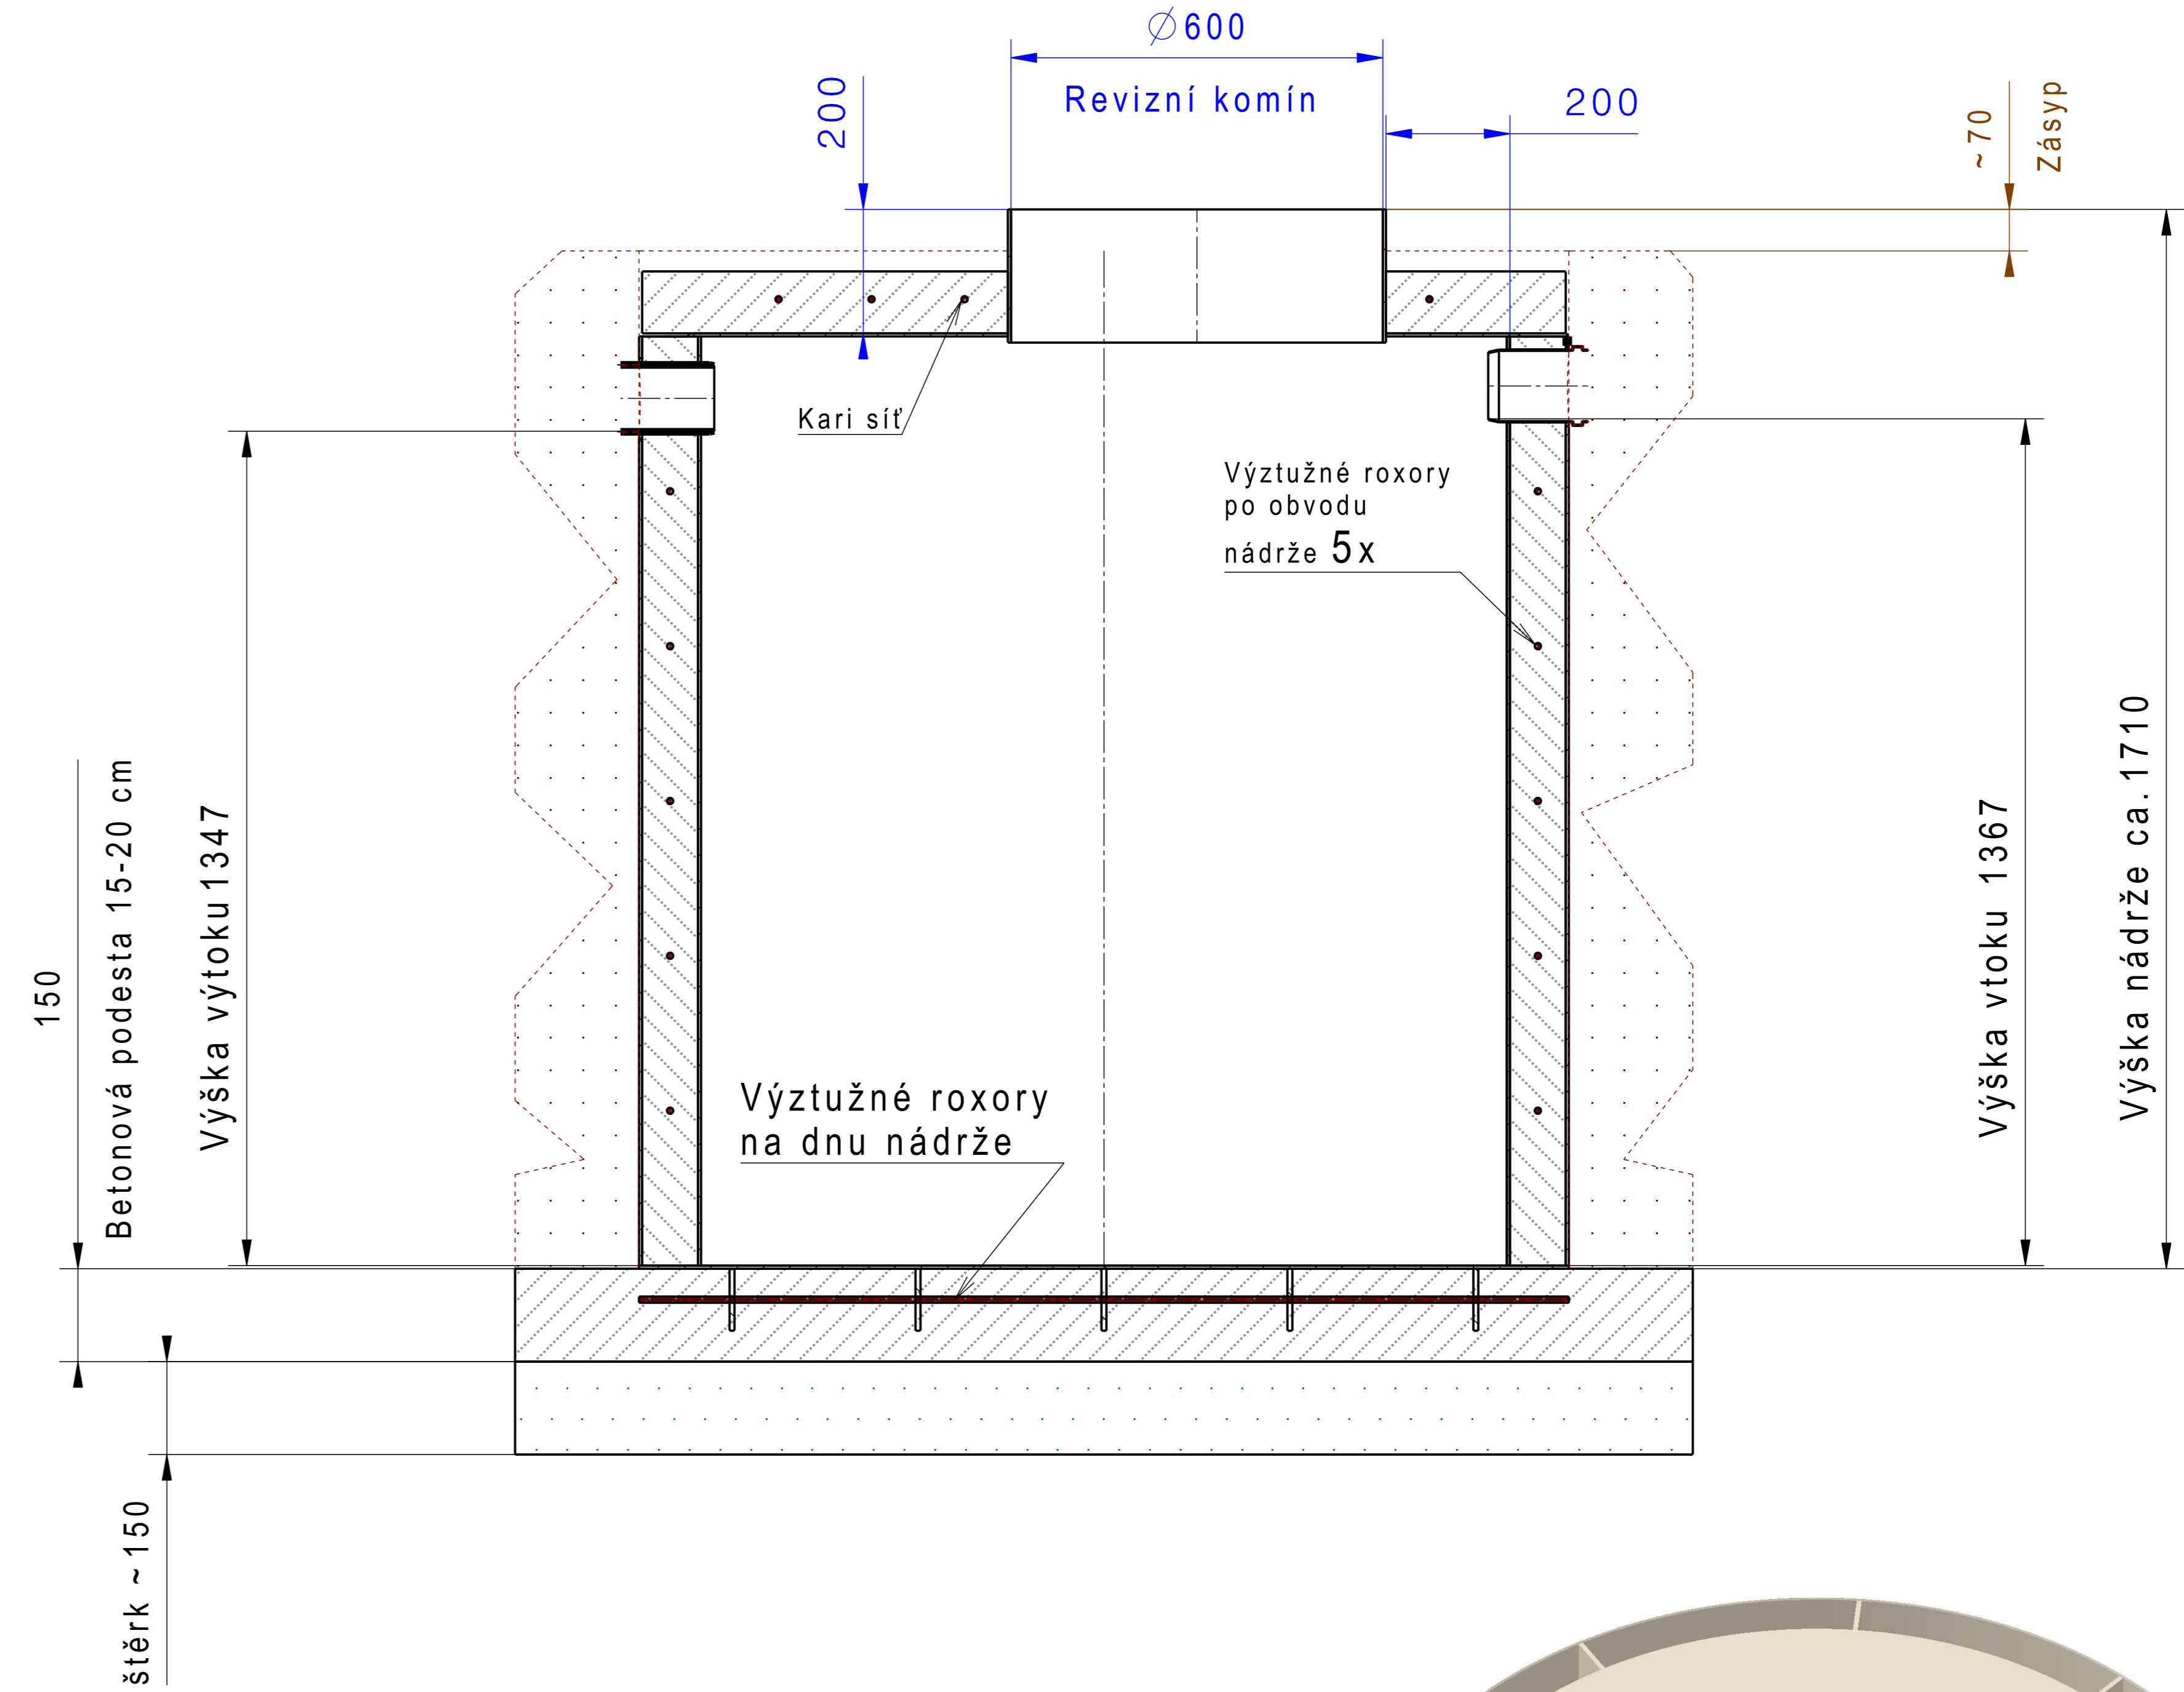 ∅600
Revizní komín
200
200
~70
Zásyp
Kari síť
Výztužné roxory
po obvodu
nádrže 5x
150
Betonová podesta 15-20 cm
Výška výtoku 1347
Výška vtoku 1367
Výška nádrže ca.1710
Výztužné roxory
na dnu nádrže
štěrk ~150